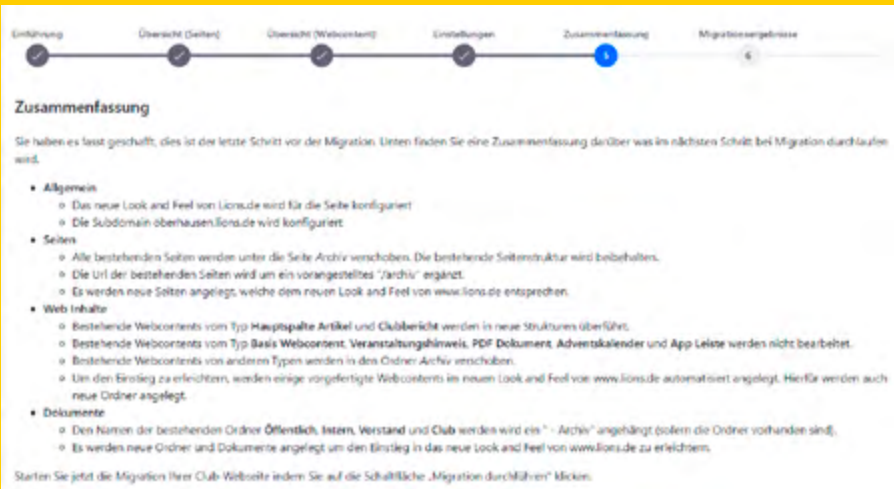 Einführung Übersicht (Seiten) Übersicht (Webcontent) Einstellungen Zusammenfassung Migrationsergebnisse
5 6
Zusammenfassung
Sie haben es fasst geschafft, dies ist der letzte Schritt vor der Migration. Unten finden Sie eine Zusammenfassung darüber was im nächsten Schritt bei Migration durchlaufen
wird.
Allgemein
Das neue Look and Feel von Lions.de wird für die Seite konfiguriert
Die Subdomain oberhausen.lions.de wird konfiguriert
Seiten
Alle bestehenden Seiten werden unter die Seite Archiv verschoben. Die bestehende Seitenstruktur wird beibehalten.
Die Url der bestehenden Seiten wird um ein vorangestelltes "/archiv" ergänzt.
Es werden neue Seiten angelegt, welche dem neuen Look and Feel von www.lions.de entsprechen.
Web Inhalte
Bestehende Webcontents vom Typ Hauptspalte Artikel und Clubbericht werden in neue Strukturen überführt.
Bestehende Webcontents vom Typ Basis Webcontent, Veranstaltungshinweis, PDF Dokument, Adventskalender und App Leiste werden nicht bearbeitet.
Bestehende Webcontents von anderen Typen werden in den Ordner Archiv verschoben.
Um den Einstieg zu erleichtern, werden einige vorgefertigte Webcontents im neuen Look and Feel von www.lions.de automatisiert angelegt. Hierfür werden auch
neue Ordner angelegt.
Dokumente
Den Namen der bestehenden Ordner Öffentlich, Intern, Vorstand und Club werden wird ein " - Archiv" angehängt (sofern die Ordner vorhanden sind).
Es werden neue Ordner und Dokumente angelegt um den Einstieg in das neue Look and Feel von www.lions.de zu erleichtern.
Starten Sie jetzt die Migration Ihrer Club-Webseite indem Sie auf die Schaltfläche „Migration durchführen" klicken.